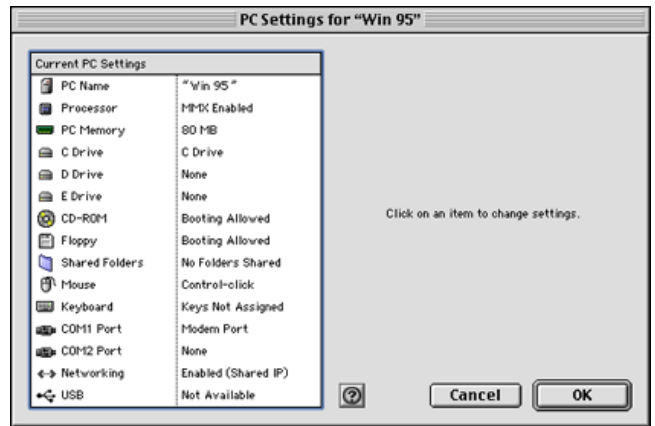 PC Settings for “Win 95”
Current PC Settings
PC Name "Win 95"
Processor MMX Enabled
PC Memory 80 MB
C Drive C Drive
D Drive None
E Drive None
CD-ROM Booting Allowed
Floppy Booting Allowed
Shared Folders No Folders Shared
Mouse Control-click
Keyboard Keys Not Assigned
COM1 Port Modem Port
COM2 Port None
Networking Enabled (Shared IP)
USB Not Available
Click on an item to change settings.
?
Cancel OK